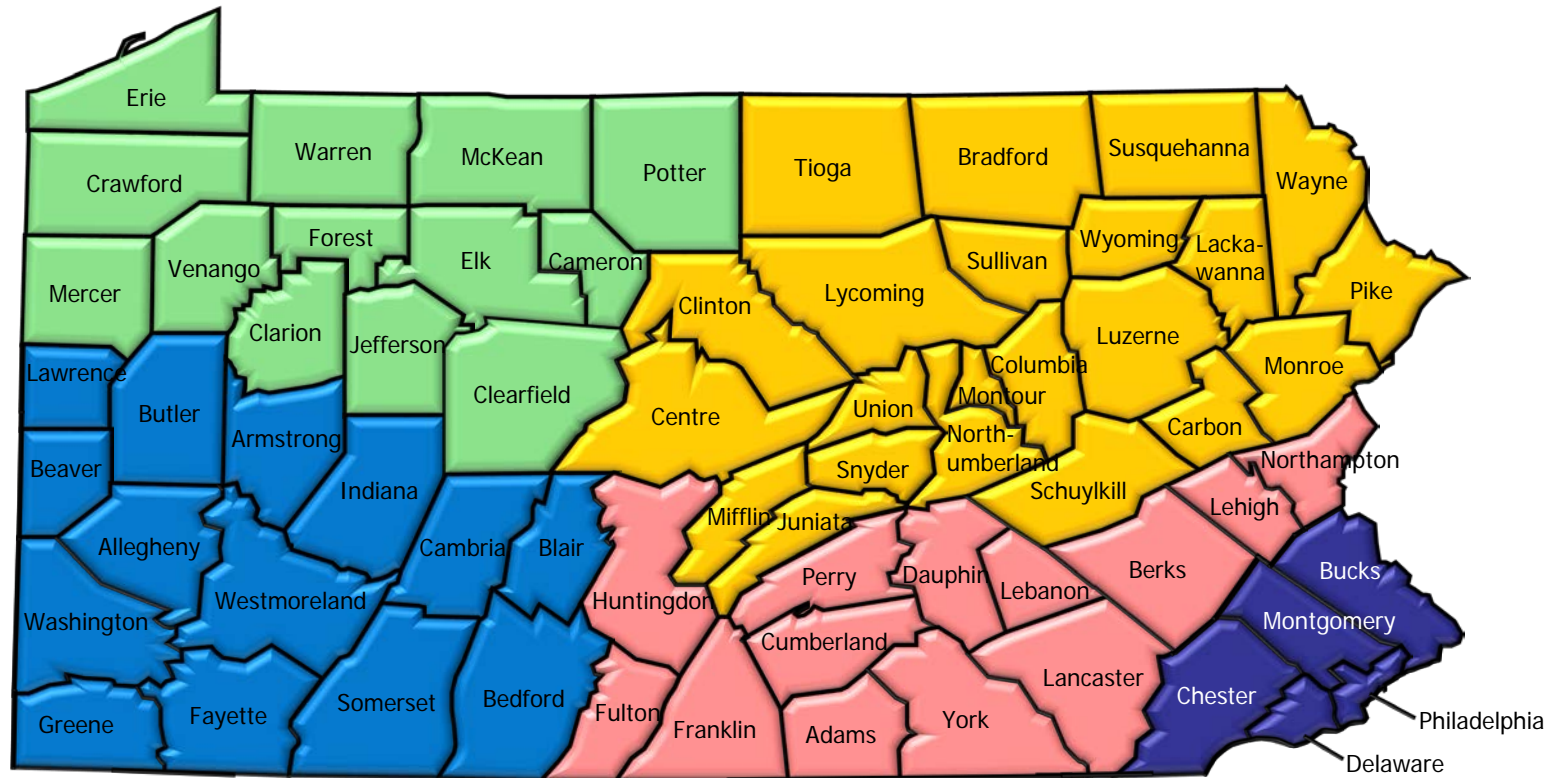 Erie
Warren
McKean
Potter
Tioga
Bradford
Susquehanna
Wayne
Crawford
Forest
Venango
Elk
Cameron
Mercer
Clarion
Jefferson
Clinton
Lycoming
Sullivan
Wyoming
Lacka-
wanna
Pike
Luzerne
Columbia
Montour
Monroe
Carbon
Lawrence
Butler
Armstrong
Clearfield
Centre
Union
North-
umberland
Snyder
Schuylkill
Northampton
Lehigh
Beaver
Indiana
Mifflin
Juniata
Allegheny
Cambria
Blair
Huntingdon
Perry
Dauphin
Lebanon
Berks
Bucks
Montgomery
Washington
Westmoreland
Cumberland
Lancaster
Chester
Greene
Fayette
Somerset
Bedford
Fulton
Franklin
Adams
York
Philadelphia
Delaware